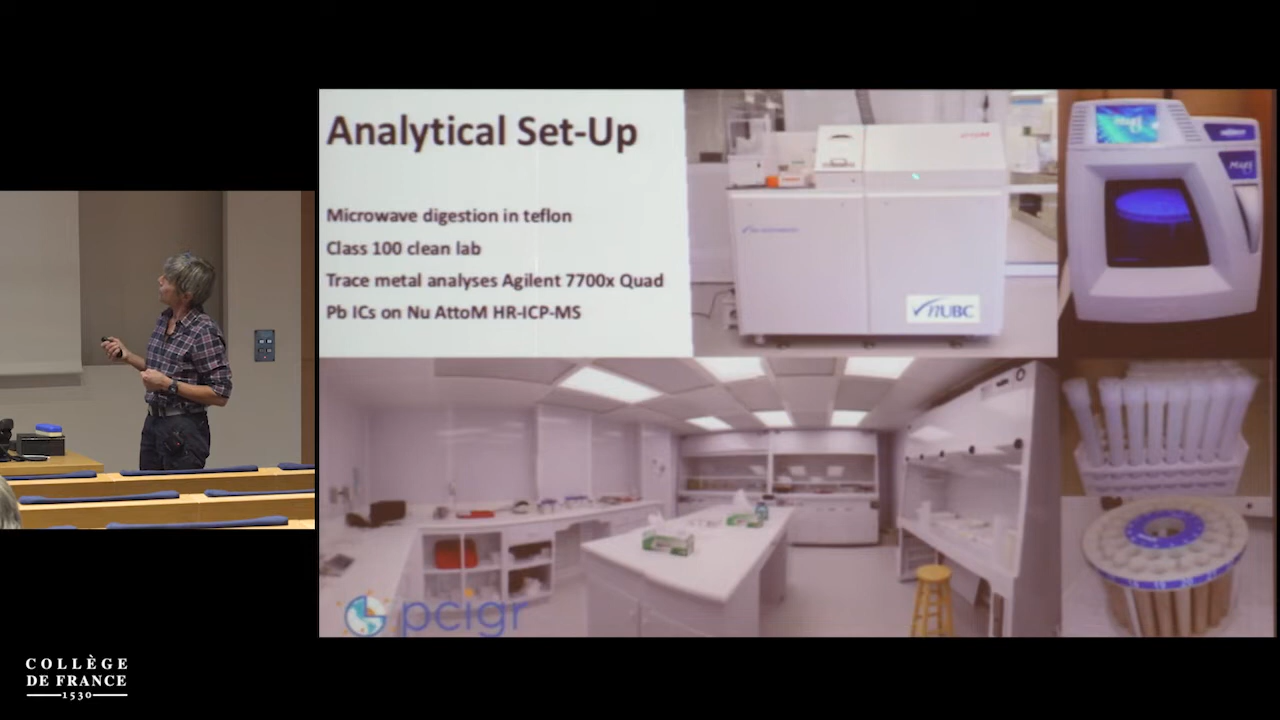 Analytical Set-Up
Microwave digestion in teflon
Class 100 clean lab
Trace metal analyses Agilent 7700x Quad
Pb ICs on Nu AttoM HR-ICP-MS
UBC
pcigr
COLLÈGE
DE FRANCE
1530